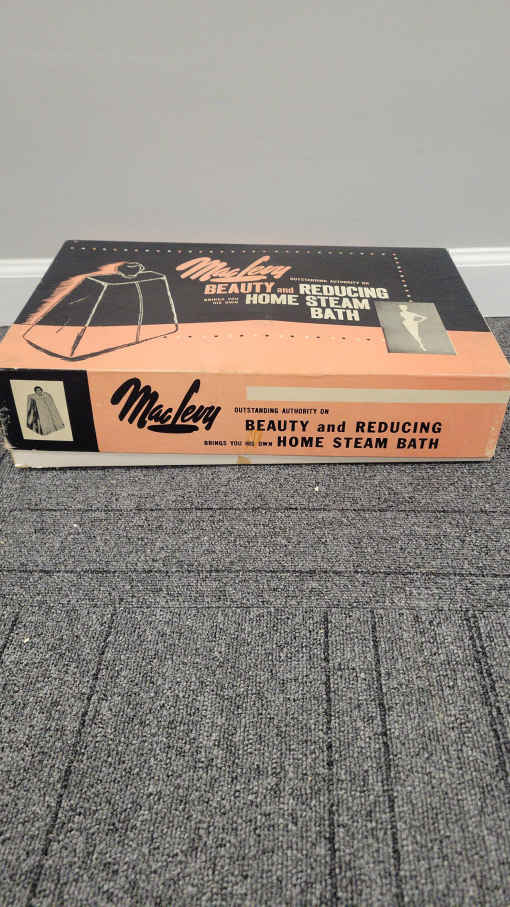 MacLevy
OUTSTANDING AUTHORITY ON
BEAUTY and REDUCING
BRINGS YOU
HIS OWN
HOME STEAM
BATH
MacLevy
OUTSTANDING AUTHORITY ON
BEAUTY and REDUCING
BRINGS YOU HIS OWN HOME STEAM BATH